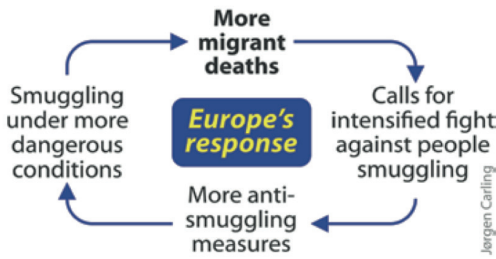 More
migrant
deaths
Calls for
intensified fight
against people
smuggling
More anti-
smuggling
measures
Smuggling
under more
dangerous
conditions
Europe's
response
Jørgen Carling